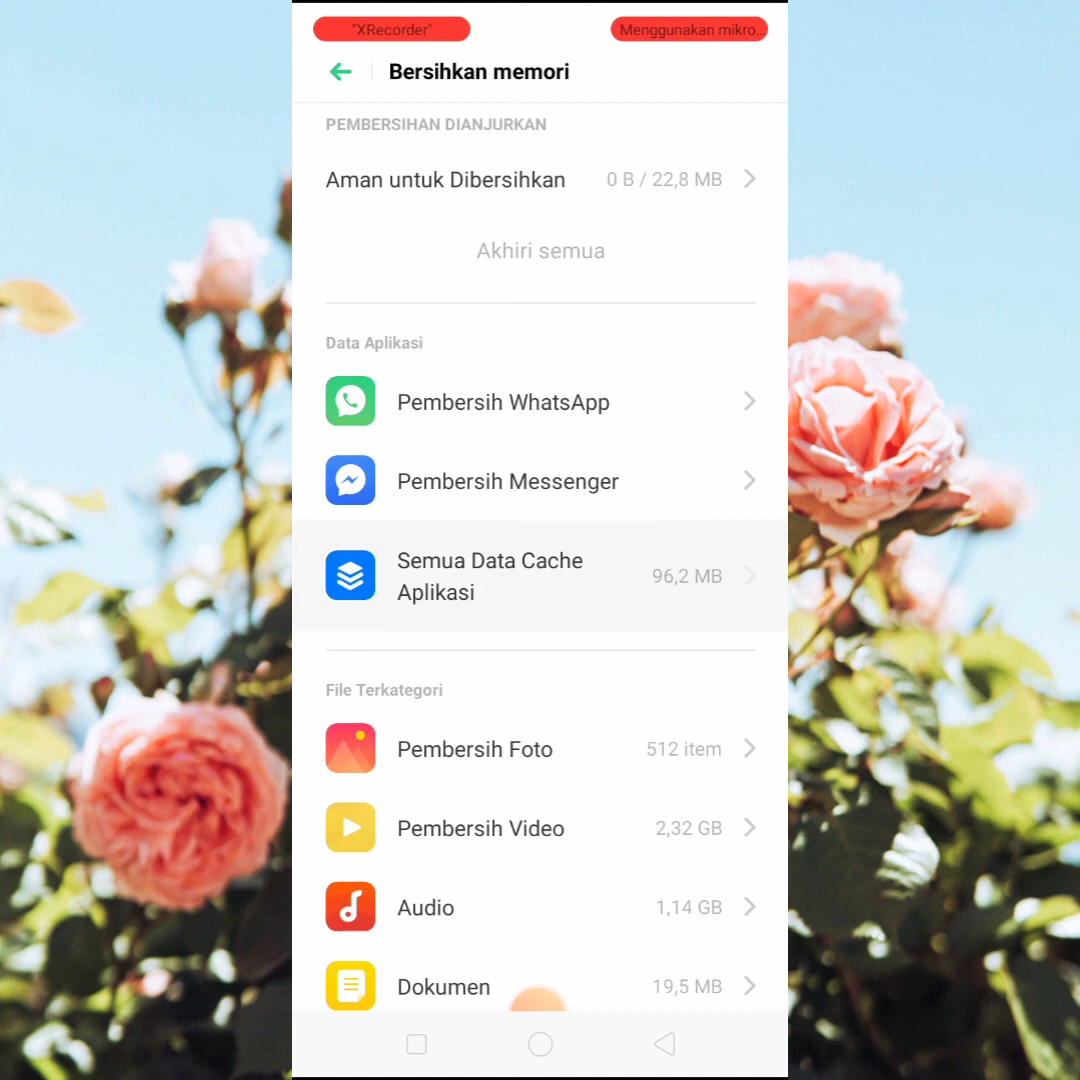 "XRecorder"
Menggunakan mikro...
Bersihkan memori
PEMBERSIHAN DIANJURKAN
Aman untuk Dibersihkan 0 B / 22,8 MB
Akhiri semua
Data Aplikasi
Pembersih WhatsApp
Pembersih Messenger
Semua Data Cache
Aplikasi
96,2 MB
File Terkategori
Pembersih Foto 512 item
Pembersih Video 2,32 GB
Audio 1,14 GB
Dokumen 19,5 MB